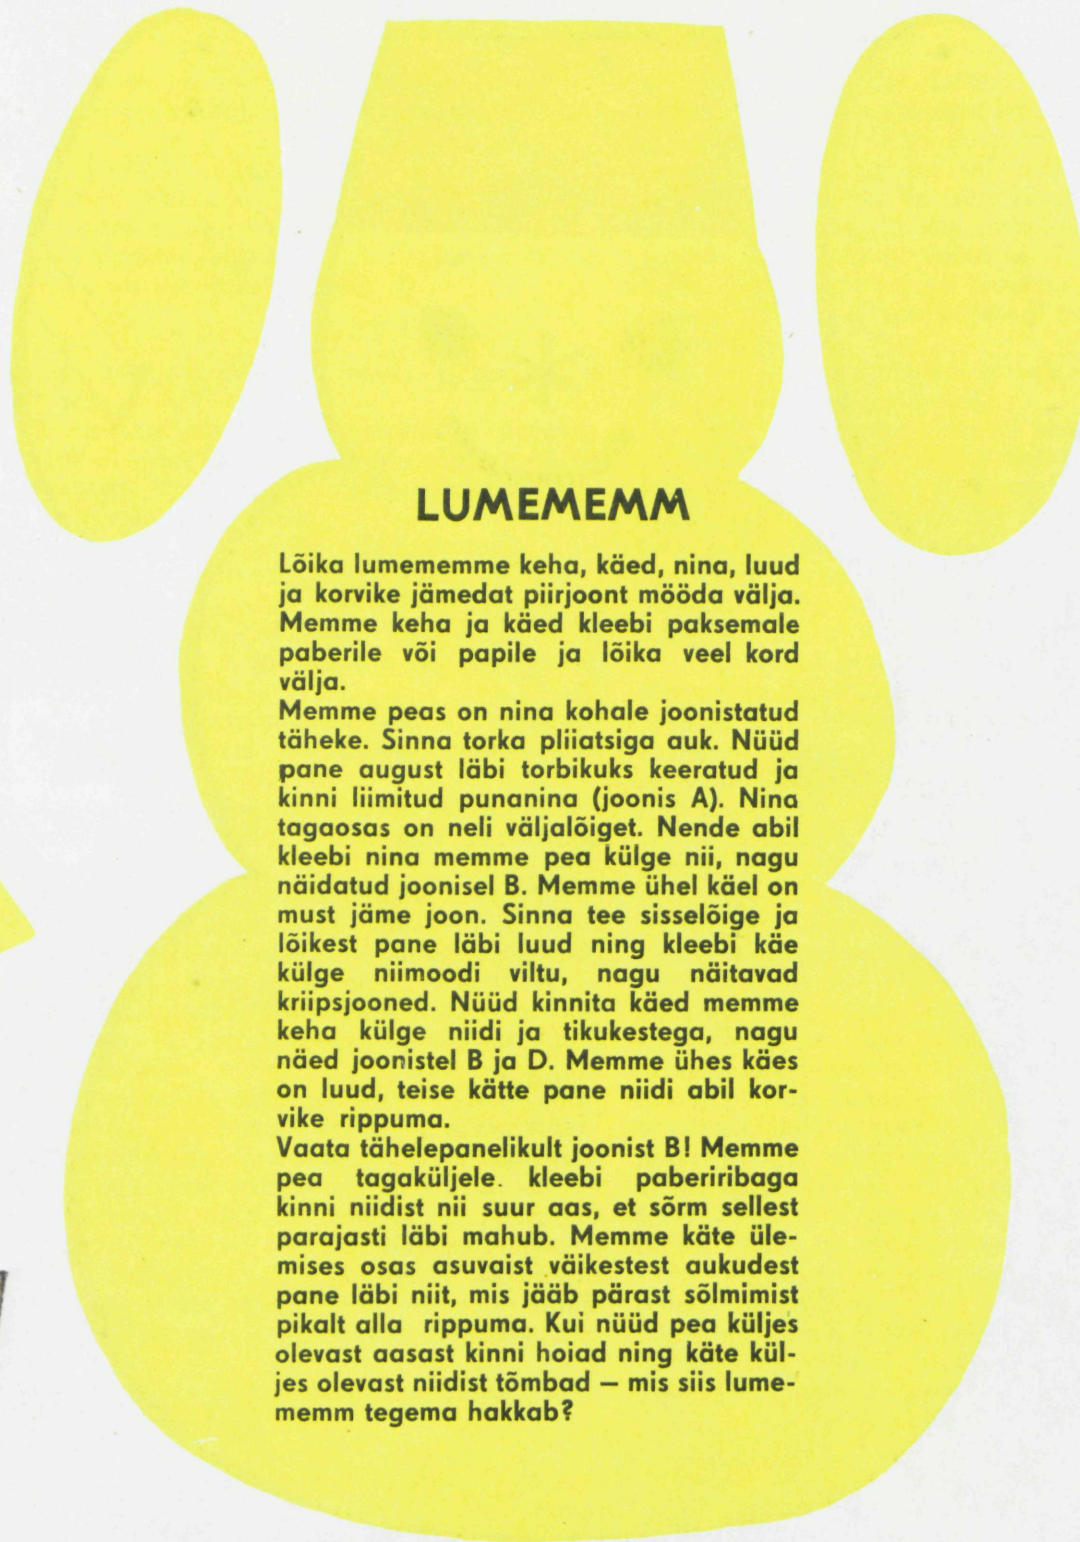 LUMEMEMM
Lõika lumememme keha, käed, nina, luud
ja korvike jämedat piirjoont mööda välja.
Memme keha ja käed kleebi paksemale
paberile või papile ja lõika veel kord
välja.
Memme peas on nina kohale joonistatud
täheke. Sinna torka pliiatsiga auk. Nüüd
pane august läbi torbikuks keeratud ja
kinni liimitud punanina (joonis A). Nina
tagaosas on neli väljalõiget. Nende abil
kleebi nina memme pea külge nii, nagu
näidatud joonisel B. Memme ühel käel on
must jäme joon. Sinna tee sisselõige ja
lõikest pane läbi luud ning kleebi käe
külge niimoodi viltu, nagu näitavad
kriipsjooned. Nüüd kinnita käed memme
keha külge niidi ja tikukestega, nagu
näed joonistel B ja D. Memme ühes käes
on luud, teise kätte pane niidi abil kor-
vike rippuma.
Vaata tähelepanelikult joonist B! Memme
pea tagaküljele. kleebi paberiribaga
kinni niidist nii suur aas, et sõrm sellest
parajasti läbi mahub. Memme käte üle-
mises osas asuvaist väikestest aukudest
pane läbi niit, mis jääb pärast sõlmimist
pikalt alla rippuma. Kui nüüd pea küljes
olevast aasast kinni hoiad ning käte kül-
jes olevast niidist tõmbad — mis siis lume-
memm tegema hakkab?